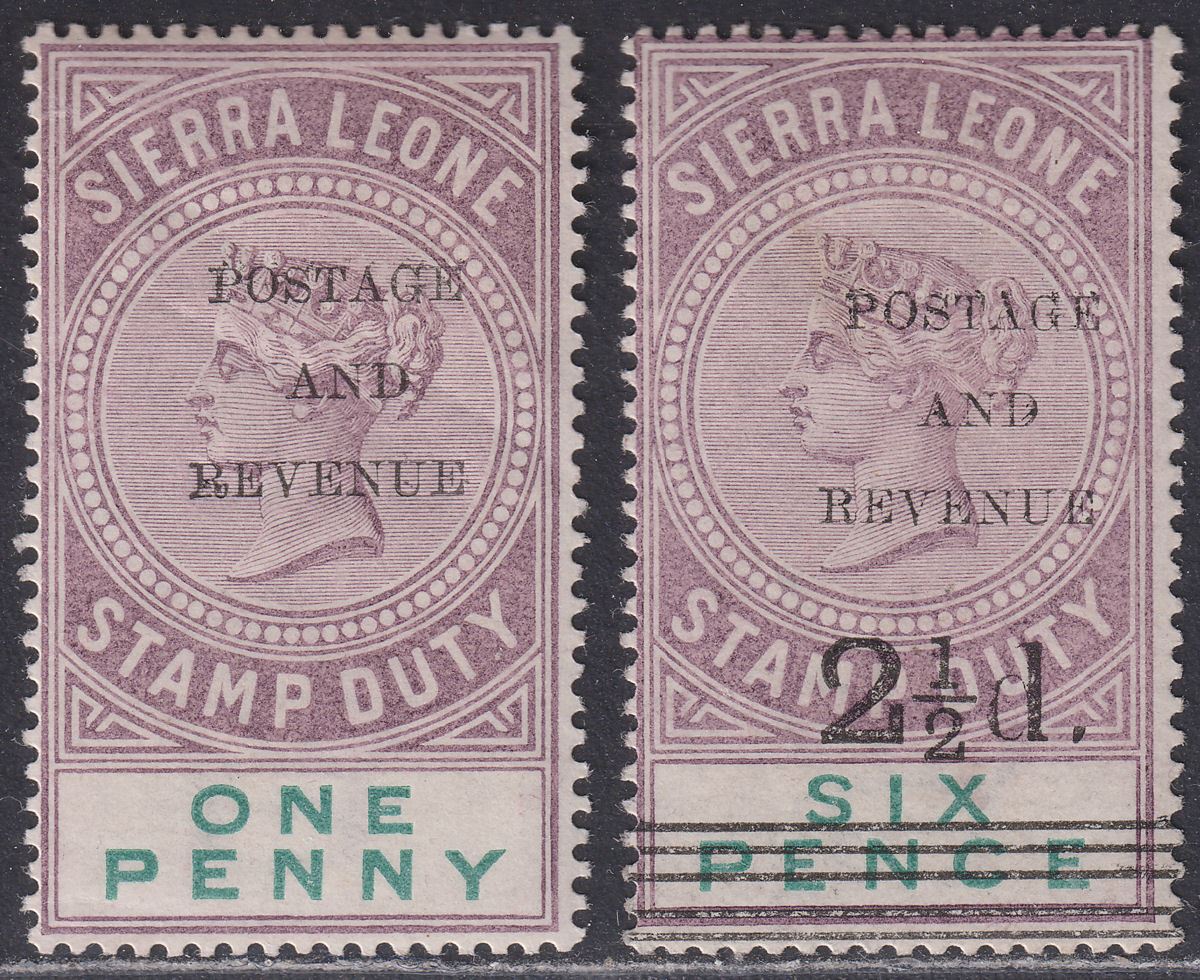 SIERRA LEONE
POSTAGE
AND
REVENUE
STAMP DUTY
ONE
PENNY
SIERRA LEONE
POSTAGE
AND
REVENUE
STAMP DUTY
2½d.
SIX
PENCE